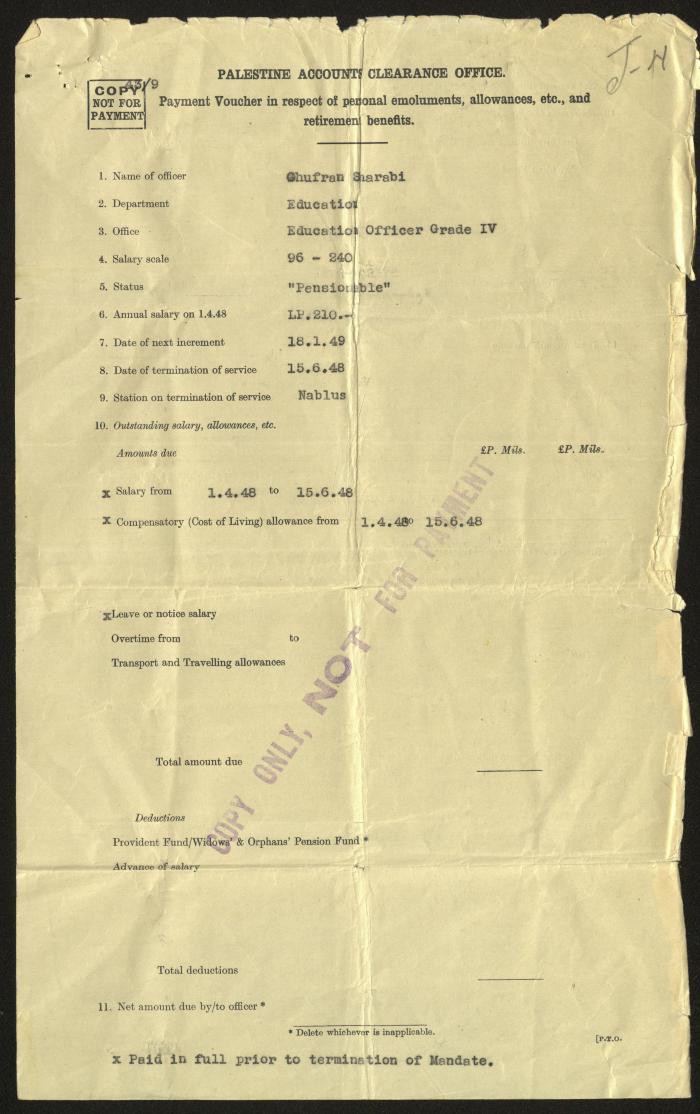 J-H
PALESTINE ACCOUNTS CLEARANCE OFFICE.
43/9
COPY
NOT FOR
PAYMENT
Payment Voucher in respect of personal emoluments, allowances, etc., and
retirement benefits.
1. Name of officer Ghufran Sharabi
2. Department Education
3. Office Education Officer Grade IV
4. Salary scale 96 - 240
5. Status "Pensionable"
6. Annual salary on 1.4.48 LP.210.-
7. Date of next increment 18.1.49
8. Date of termination of service 15.6.48
9. Station on termination of service Nablus
10. Outstanding salary, allowances, etc.
Amounts due £P. Mils. £P. Mils.
x Salary from 1.4.48 to 15.6.48
x Compensatory (Cost of Living) allowance from 1.4.48 to 15.6.48
COPY ONLY, NOT FOR PAYMENT
x Leave or notice salary
Overtime from to
Transport and Travelling allowances
Total amount due
Deductions
Provident Fund/Widows' & Orphans' Pension Fund *
Advance of salary
Total deductions
11. Net amount due by/to officer *
* Delete whichever is inapplicable.
[P.T.O.
x Paid in full prior to termination of Mandate.